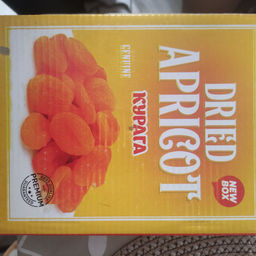 DRIED
APRICOT
NEW
BOX
КУРАГА
GENUINE
PREMIUM